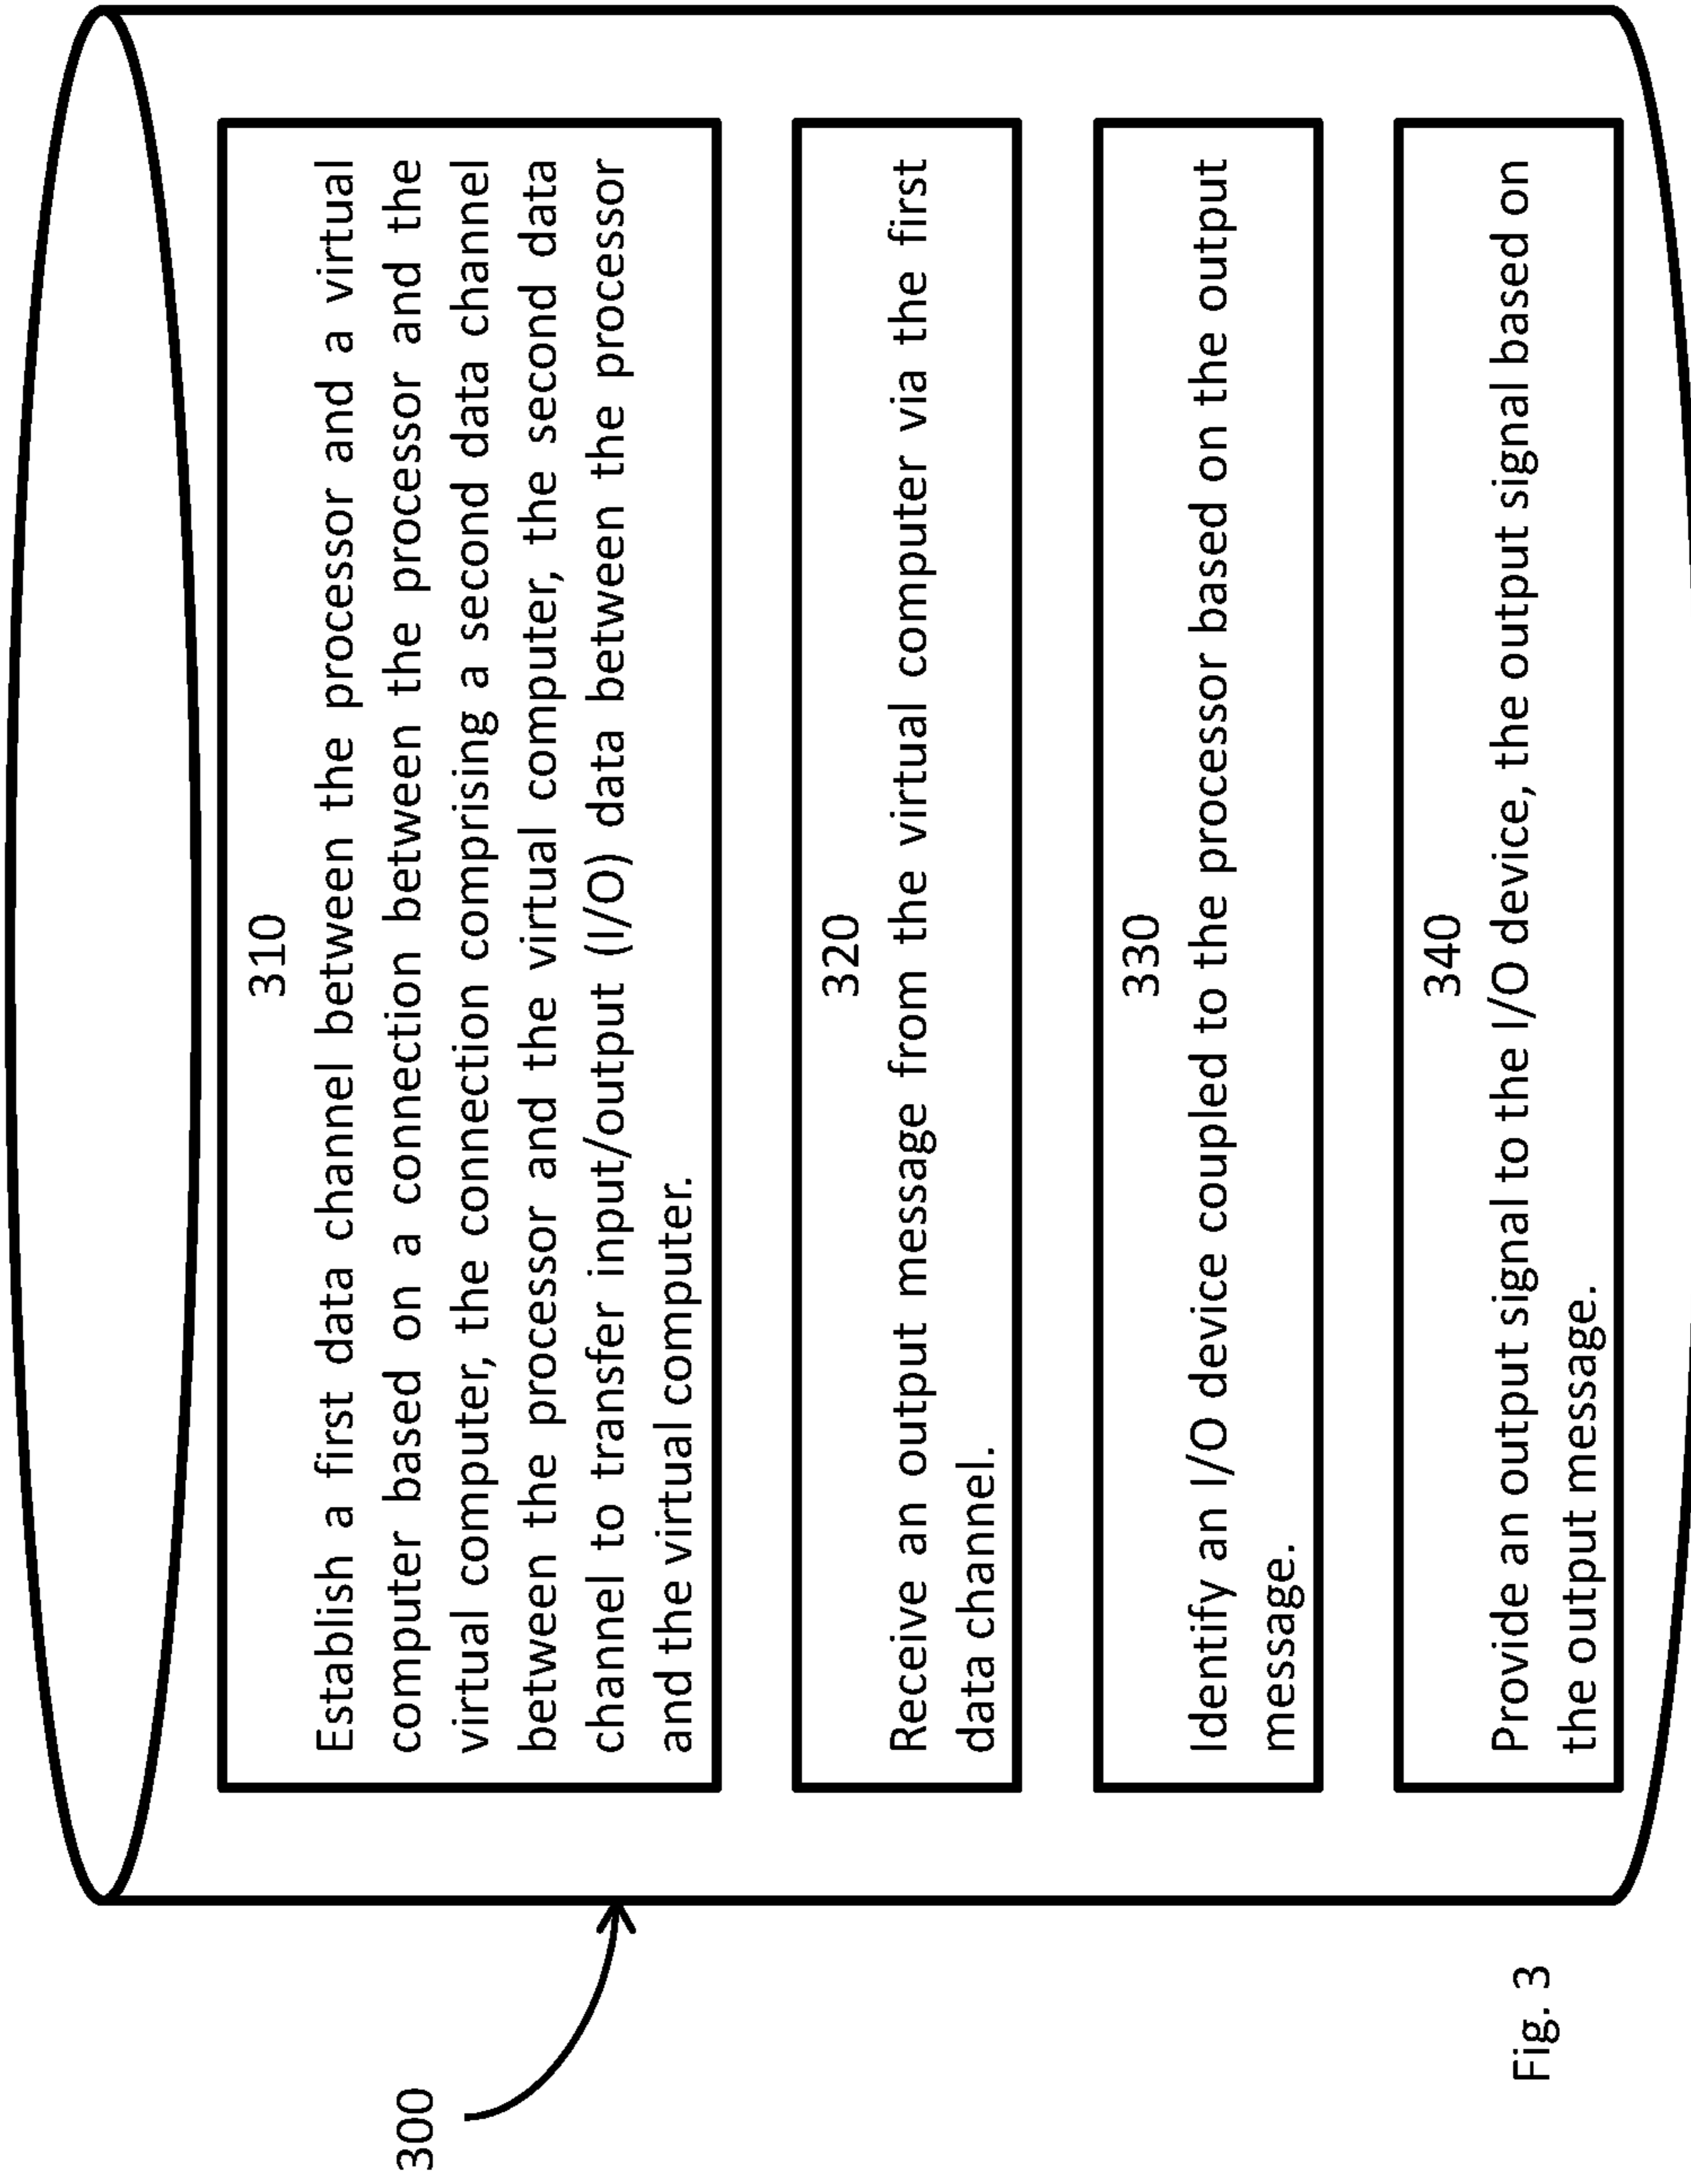 300
310
Establish a first data channel between the processor and a virtual
computer based on a connection between the processor and the
virtual computer, the connection comprising a second data channel
between the processor and the virtual computer, the second data
channel to transfer input/output (I/O) data between the processor
and the virtual computer.
320
Receive an output message from the virtual computer via the first
data channel.
330
Identify an I/O device coupled to the processor based on the output
message.
340
Provide an output signal to the I/O device, the output signal based on
the output message.
Fig. 3